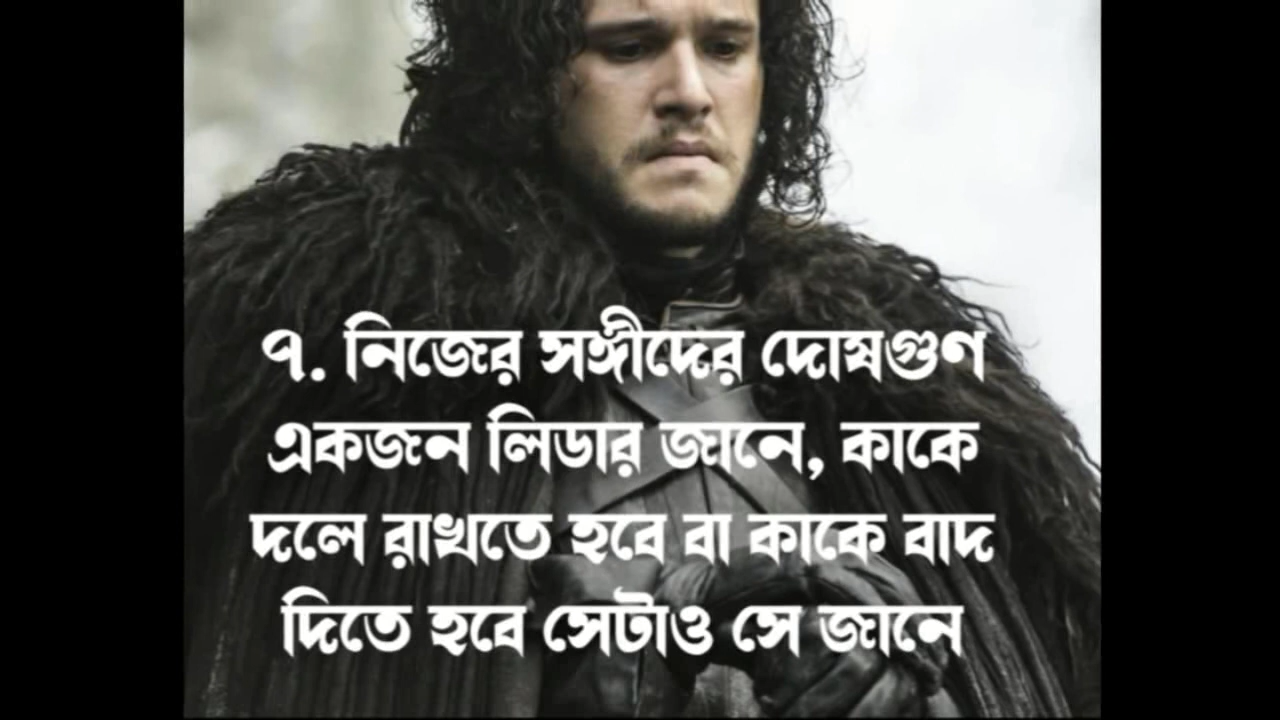 ৭. নিজের সঙ্গীদের দোষগুণ
একজন লিডার জানে, কাকে
দলে রাখতে হবে বা কাকে বাদ
দিতে হবে সেটাও সে জানে